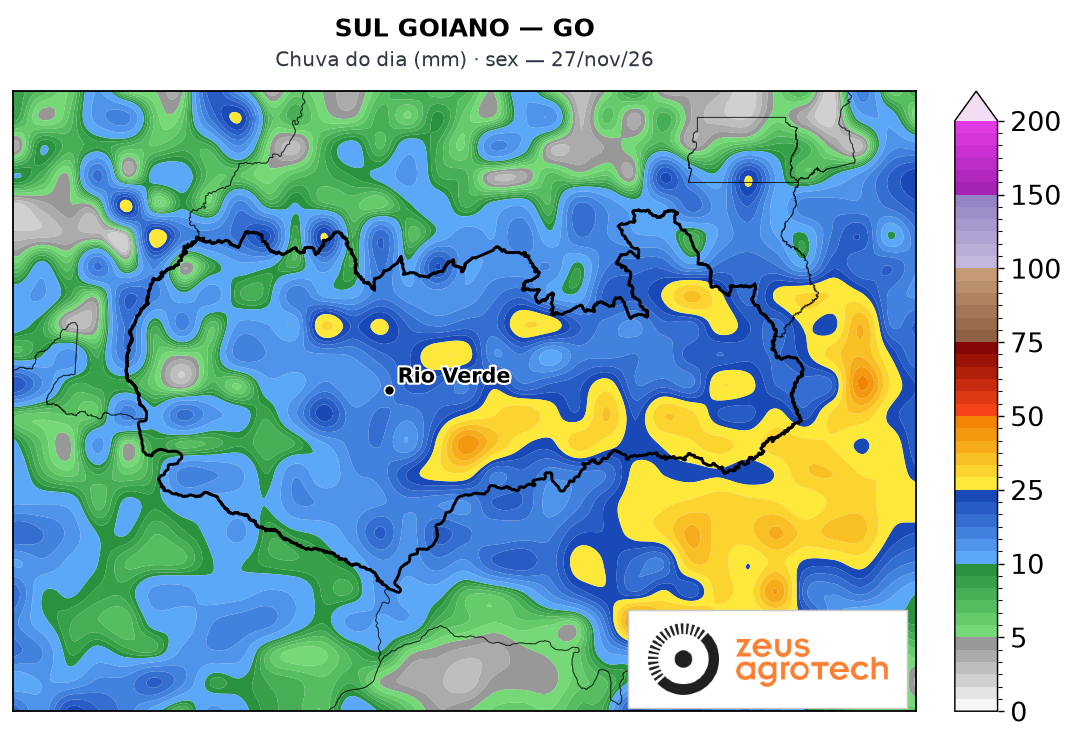 SUL GOIANO — GO
Chuva do dia (mm) · sex — 27/nov/26
200
150
100
75
50
25
10
5
0
Rio Verde
zeus
agrotech